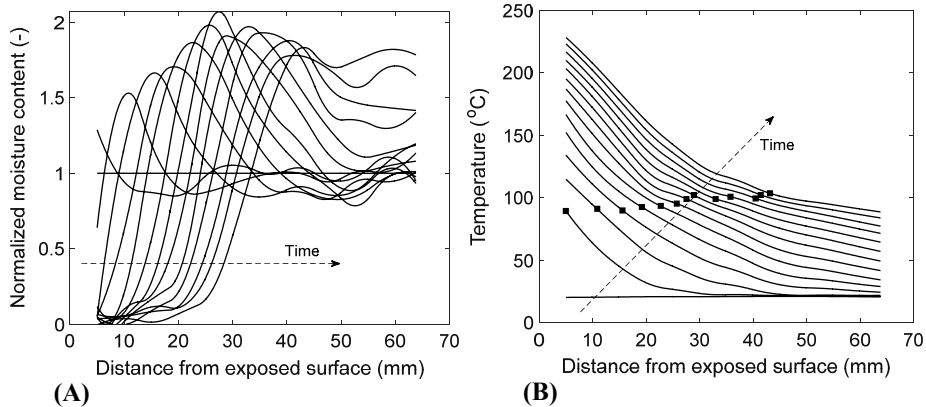 Normalized moisture content (-)
2
1.5
1
0.5
0
Time
0 10 20 30 40 50 60 70
Distance from exposed surface (mm)
(A)
Temperature (°C)
250
200
150
100
50
0
Time
0 10 20 30 40 50 60 70
Distance from exposed surface (mm)
(B)